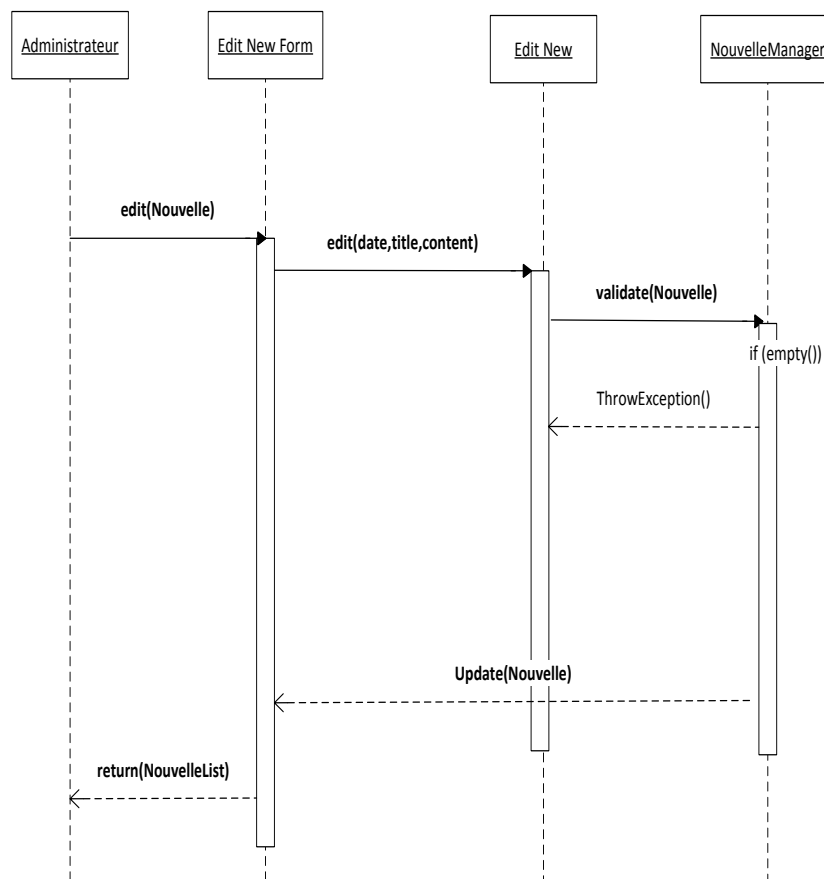 Administrateur
Edit New Form
Edit New
NouvelleManager
edit(Nouvelle)
edit(date,title,content)
validate(Nouvelle)
if (empty())
ThrowException()
Update(Nouvelle)
return(NouvelleList)